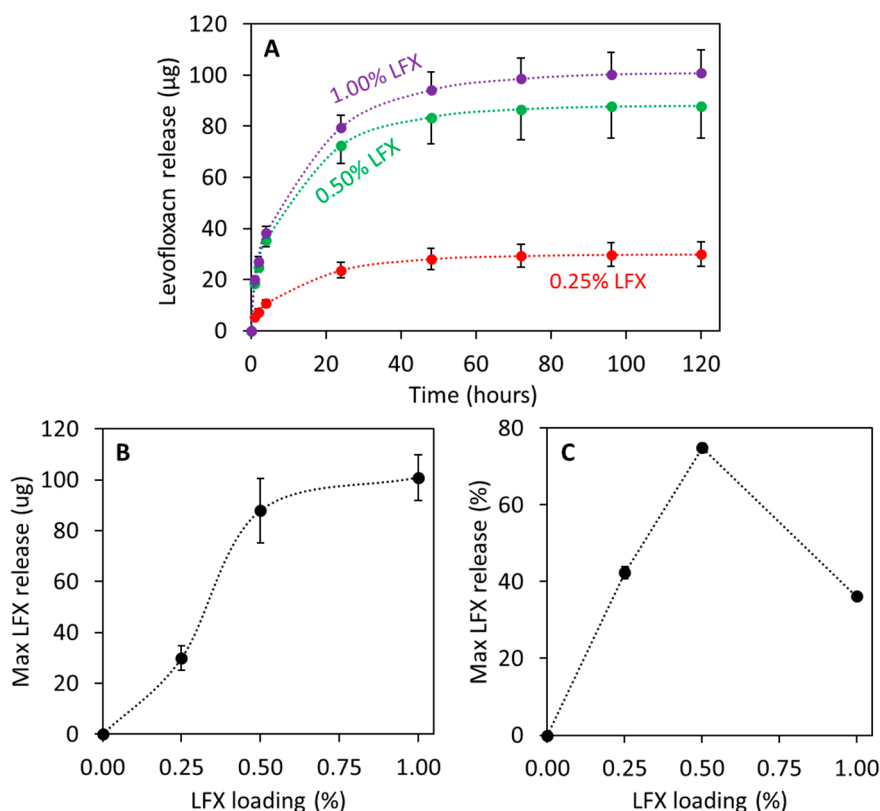 A
Levofloxacn release (µg)
120
100
80
60
40
20
0
1.00% LFX
0.50% LFX
0.25% LFX
0 20 40 60 80 100 120
Time (hours)
B
Max LFX release (ug)
120
100
80
60
40
20
0
0.00 0.25 0.50 0.75 1.00
LFX loading (%)
C
Max LFX release (%)
80
60
40
20
0
0.00 0.25 0.50 0.75 1.00
LFX loading (%)